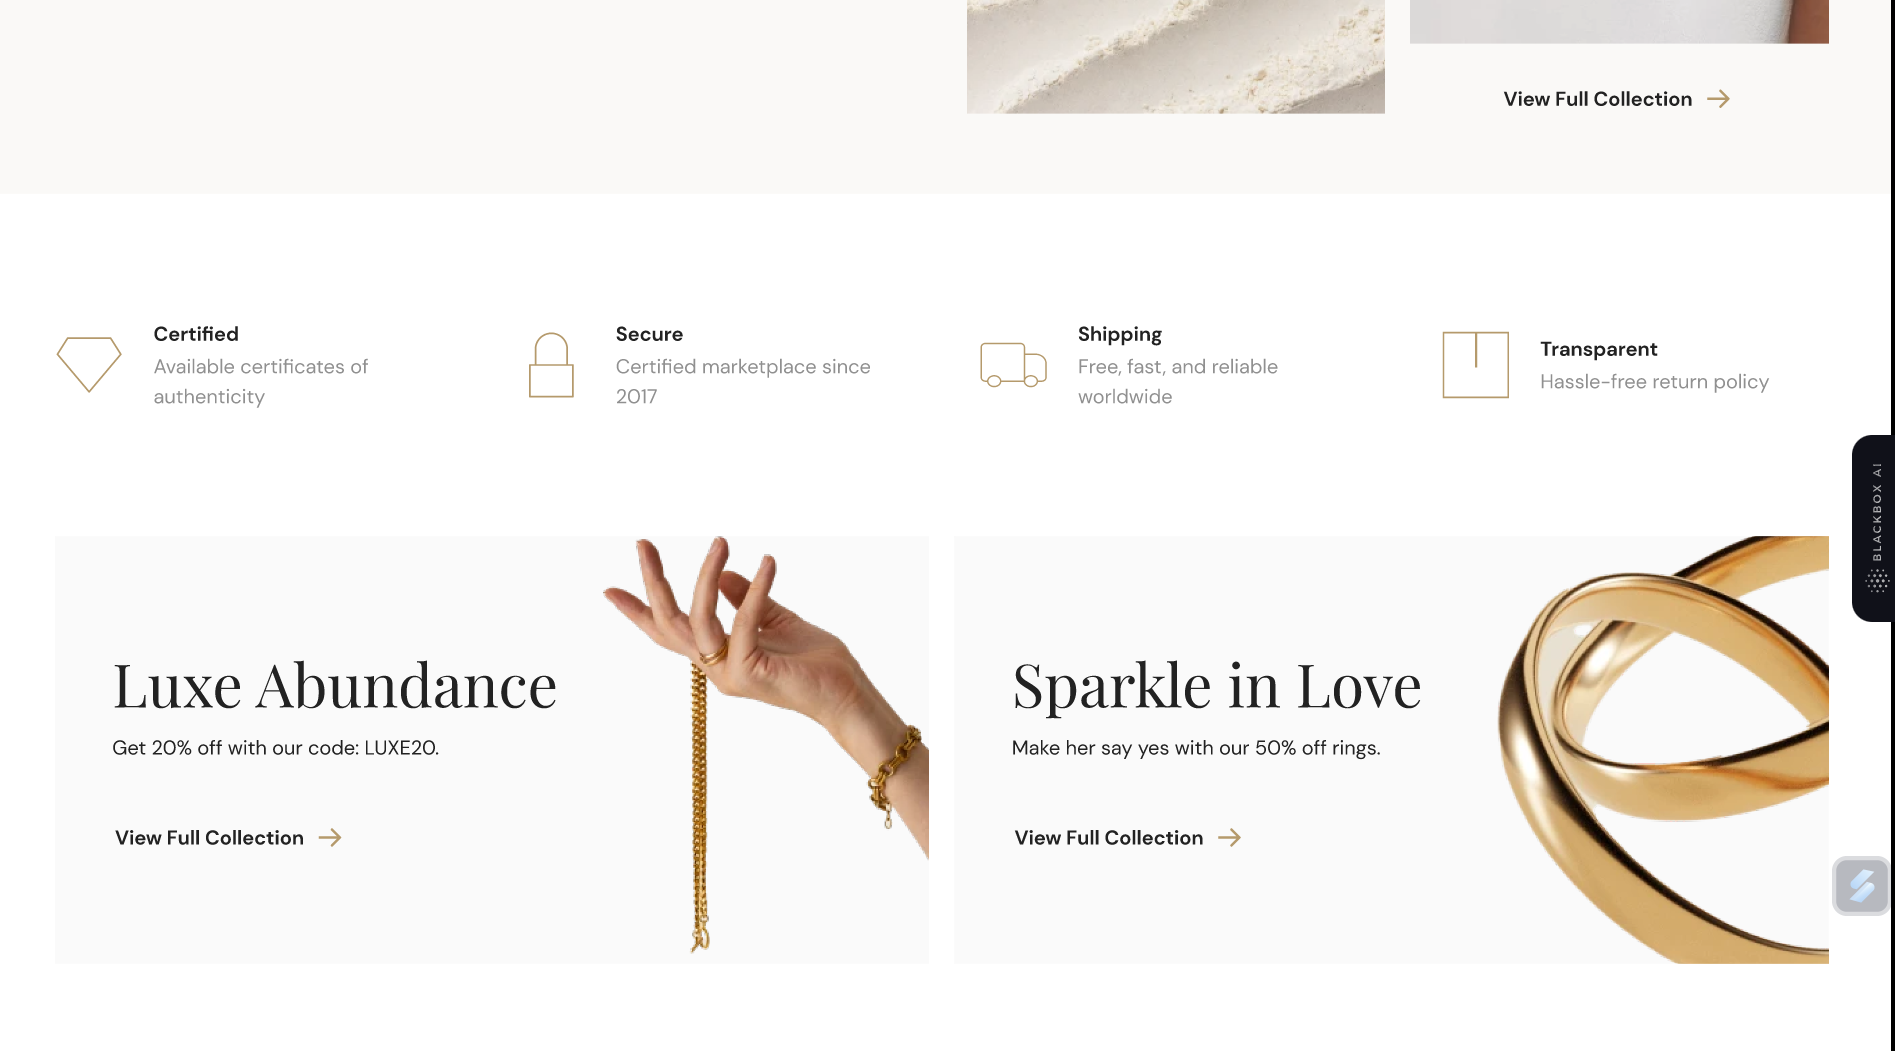 View Full Collection
Certified
Available certificates of
authenticity
Secure
Certified marketplace since
2017
Shipping
Free, fast, and reliable
worldwide
Transparent
Hassle-free return policy
BLACKBOX AI
Luxe Abundance
Get 20% off with our code: LUXE20.
View Full Collection
Sparkle in Love
Make her say yes with our 50% off rings.
View Full Collection